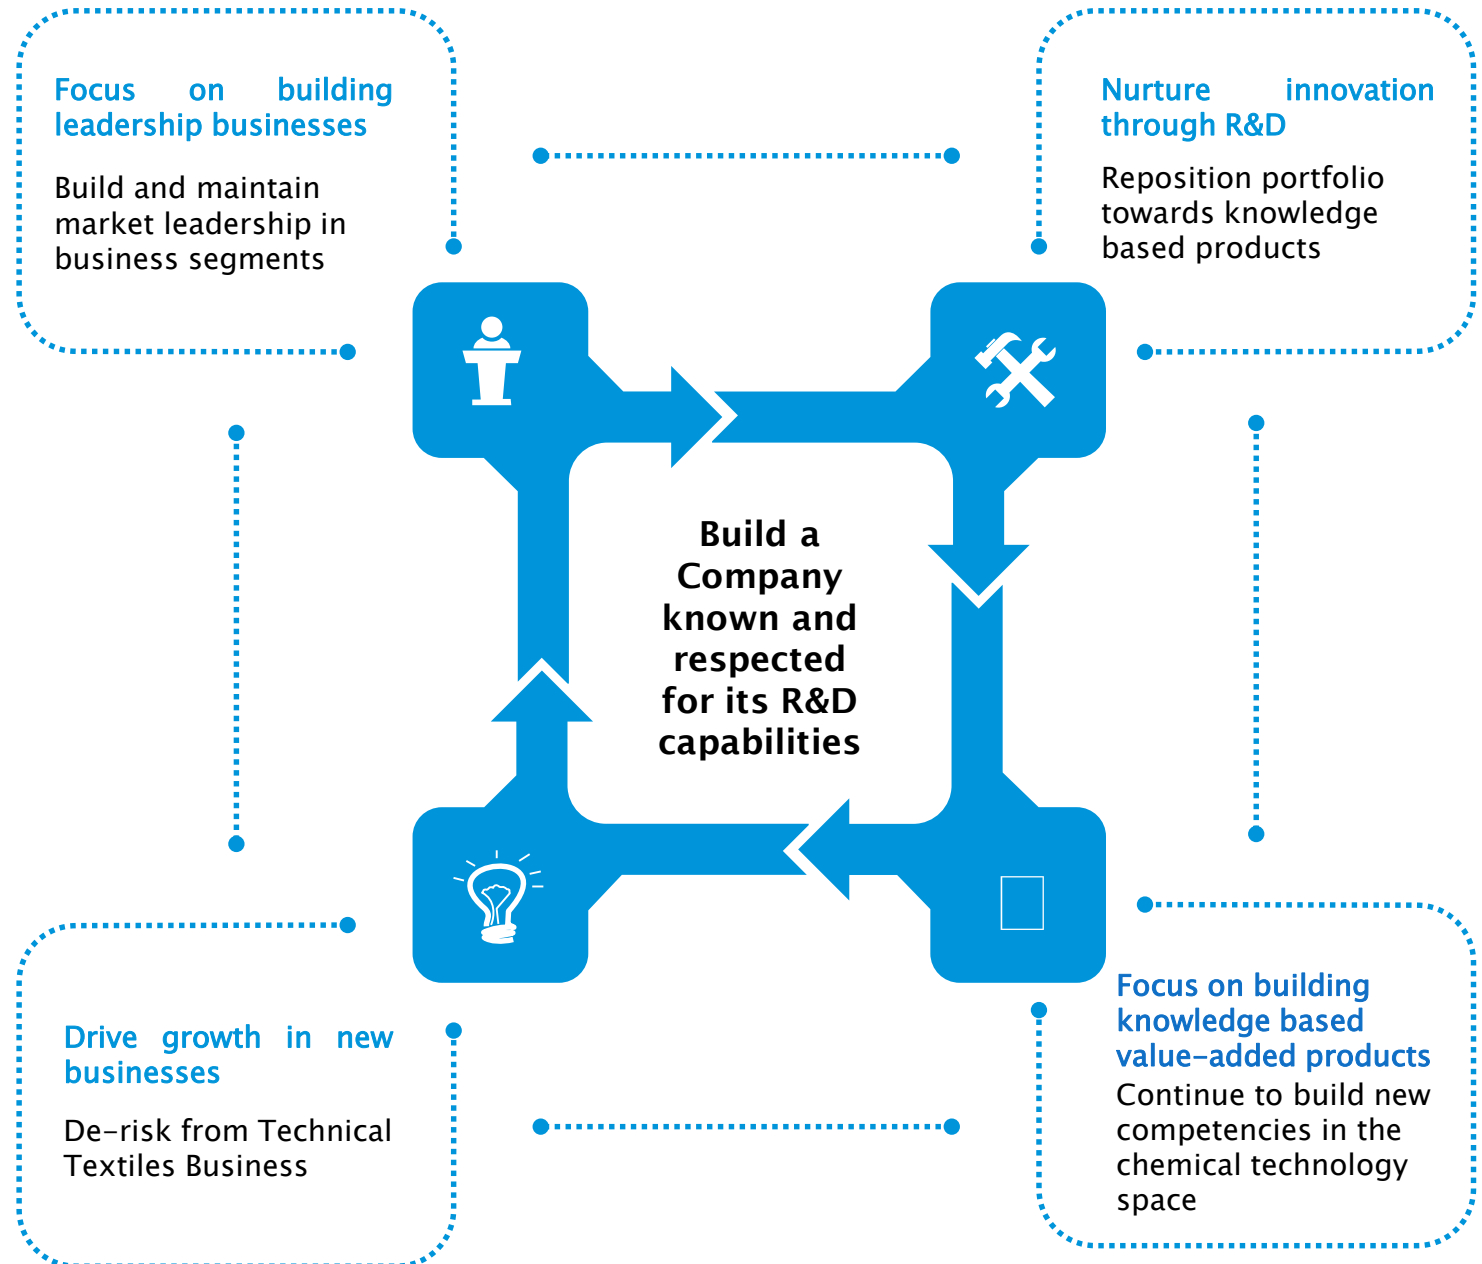 Focus on building
leadership businesses
Build and maintain
market leadership in
business segments
Nurture innovation
through R&D
Reposition portfolio
towards knowledge
based products
Build a
Company
known and
respected
for its R&D
capabilities
Drive growth in new
businesses
De-risk from Technical
Textiles Business
Focus on building
knowledge based
value-added products
Continue to build new
competencies in the
chemical technology
space